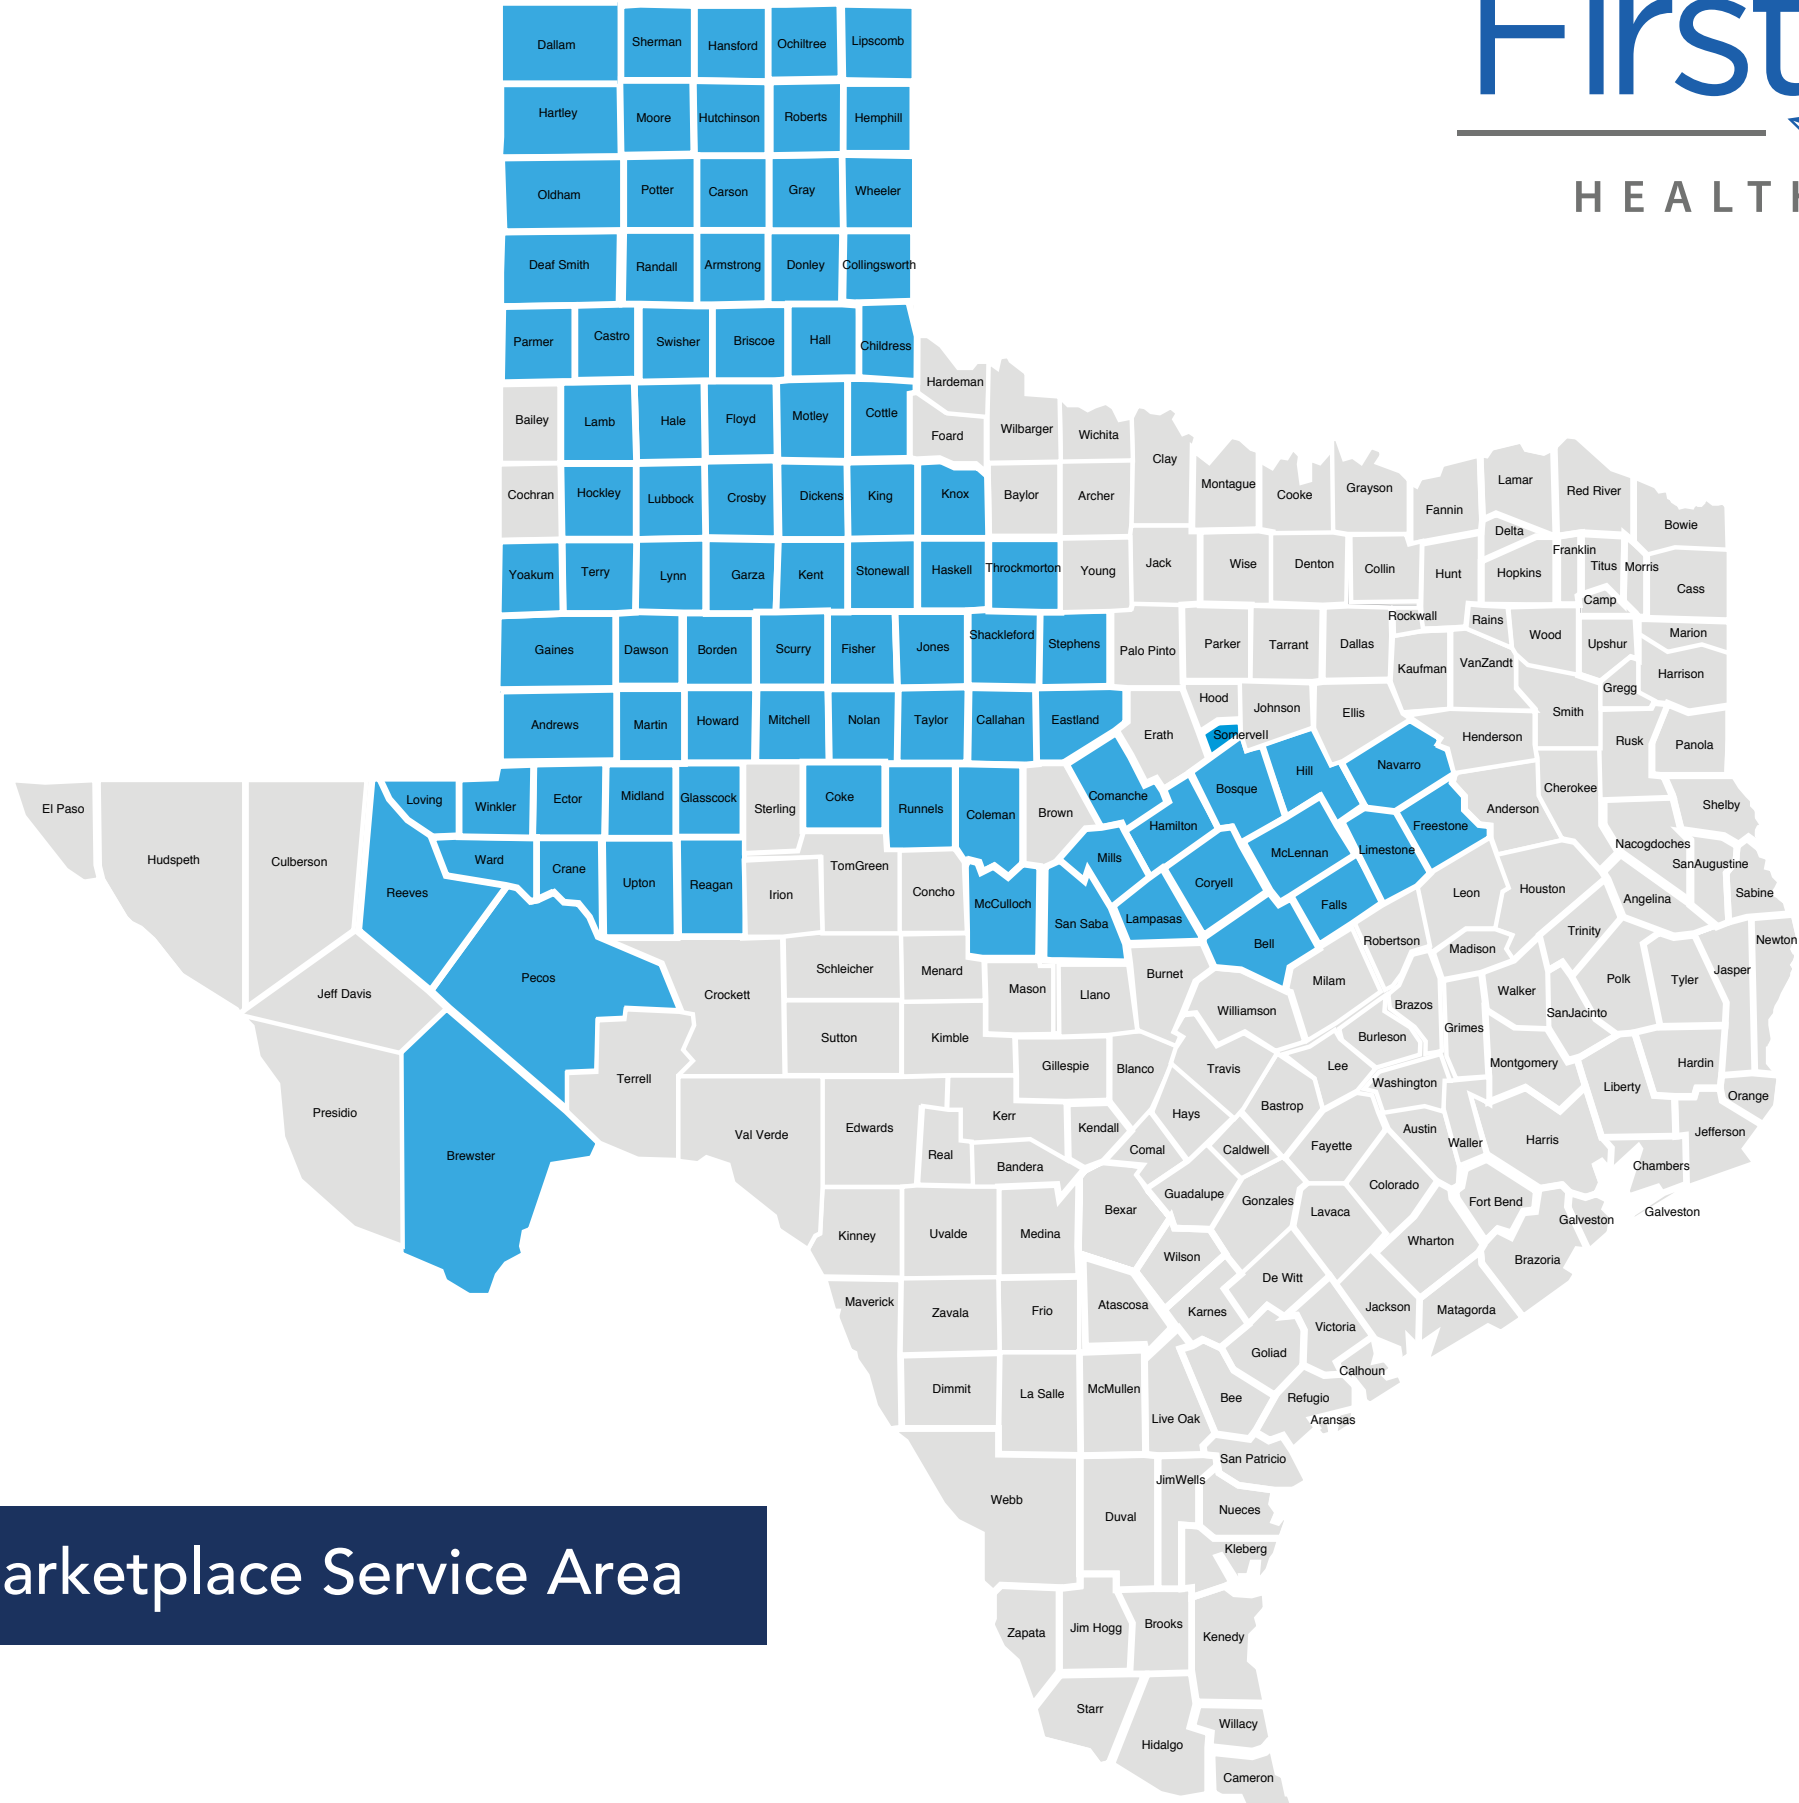 First
HEALTH
Dallam Sherman Hansford Ochiltree Lipscomb
Hartley Moore Hutchinson Roberts Hemphill
Oldham Potter Carson Gray Wheeler
Deaf Smith Randall Armstrong Donley Collingsworth
Parmer Castro Swisher Briscoe Hall Childress
Hardeman
Bailey Lamb Hale Floyd Motley Cottle Foard Wilbarger Wichita Clay
Cochran Hockley Lubbock Crosby Dickens King Knox Baylor Archer Montague Cooke Grayson Fannin Lamar Red River Bowie
Delta Franklin
Yoakum Terry Lynn Garza Kent Stonewall Haskell Throckmorton Young Jack Wise Denton Collin Hunt Hopkins Titus Morris Cass
Camp
Gaines Dawson Borden Scurry Fisher Jones Shackleford Stephens Palo Pinto Parker Tarrant Dallas Rockwall Kaufman Rains VanZandt Wood Upshur Marion
Gregg Harrison
Andrews Martin Howard Mitchell Nolan Taylor Callahan Eastland Erath Hood Somervell Johnson Ellis Henderson Smith Rusk Panola
El Paso Loving Winkler Ector Midland Glasscock Sterling Coke Runnels Coleman Brown Comanche Bosque Hill Navarro Anderson Cherokee Shelby
Hudspeth Culberson Reeves Ward Crane Upton Reagan Irion TomGreen Concho McCulloch Mills Hamilton Coryell McLennan Limestone Freestone Leon Houston Nacogdoches SanAugustine Sabine
San Saba Lampasas Bell Falls Robertson Madison Trinity Angelina Newton
Jeff Davis Pecos Crockett Schleicher Menard Mason Llano Burnet Williamson Milam Brazos Walker SanJacinto Polk Tyler Jasper
Sutton Kimble Gillespie Blanco Travis Lee Burleson Grimes Montgomery Liberty Hardin
Presidio Brewster Terrell Val Verde Edwards Real Kerr Bandera Kendall Comal Hays Caldwell Bastrop Fayette Washington Austin Waller Harris Orange Jefferson Chambers
Kinney Uvalde Medina Bexar Guadalupe Gonzales Lavaca Colorado Fort Bend Galveston Galveston
Wilson De Witt Wharton Brazoria
Maverick Zavala Frio Atascosa Karnes Victoria Jackson Matagorda
Goliad Calhoun
Dimmit La Salle McMullen Live Oak Bee Refugio Aransas
San Patricio
Webb Duval JimWells Nueces
Kleberg
arketplace Service Area
Zapata Jim Hogg Brooks Kenedy
Starr Hidalgo Willacy
Cameron